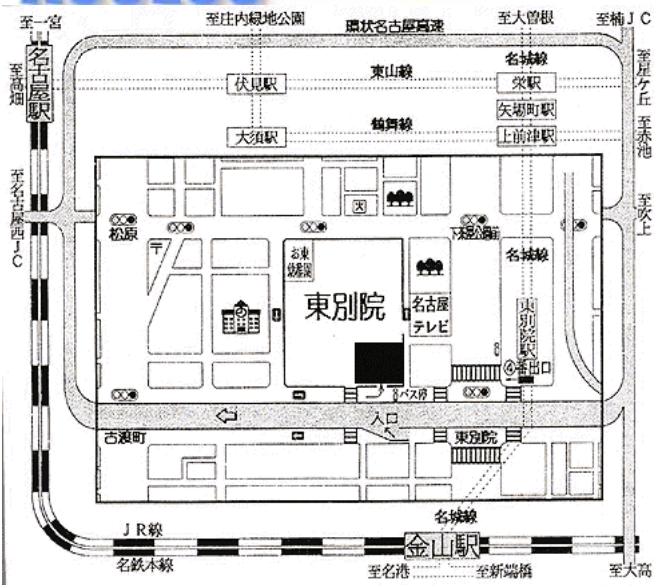 至一宮
至庄内緑地公園
環状名古屋高速
至大曽根
至楠JC
名古屋駅
至高畑
伏見駅
東山線
名城線
栄駅
至星ケ丘
矢場町駅
大須駅
鶴舞線
上前津駅
至赤池
至名古屋西JC
松原
火
至吹上
お東
幼稚園
東別院
名古屋
テレビ
名城線
東別院駅
④番出口
バス停
入口
古渡町
東別院
名城線
JR線
名鉄本線
金山駅
至名港
至新瑞橋
至大高